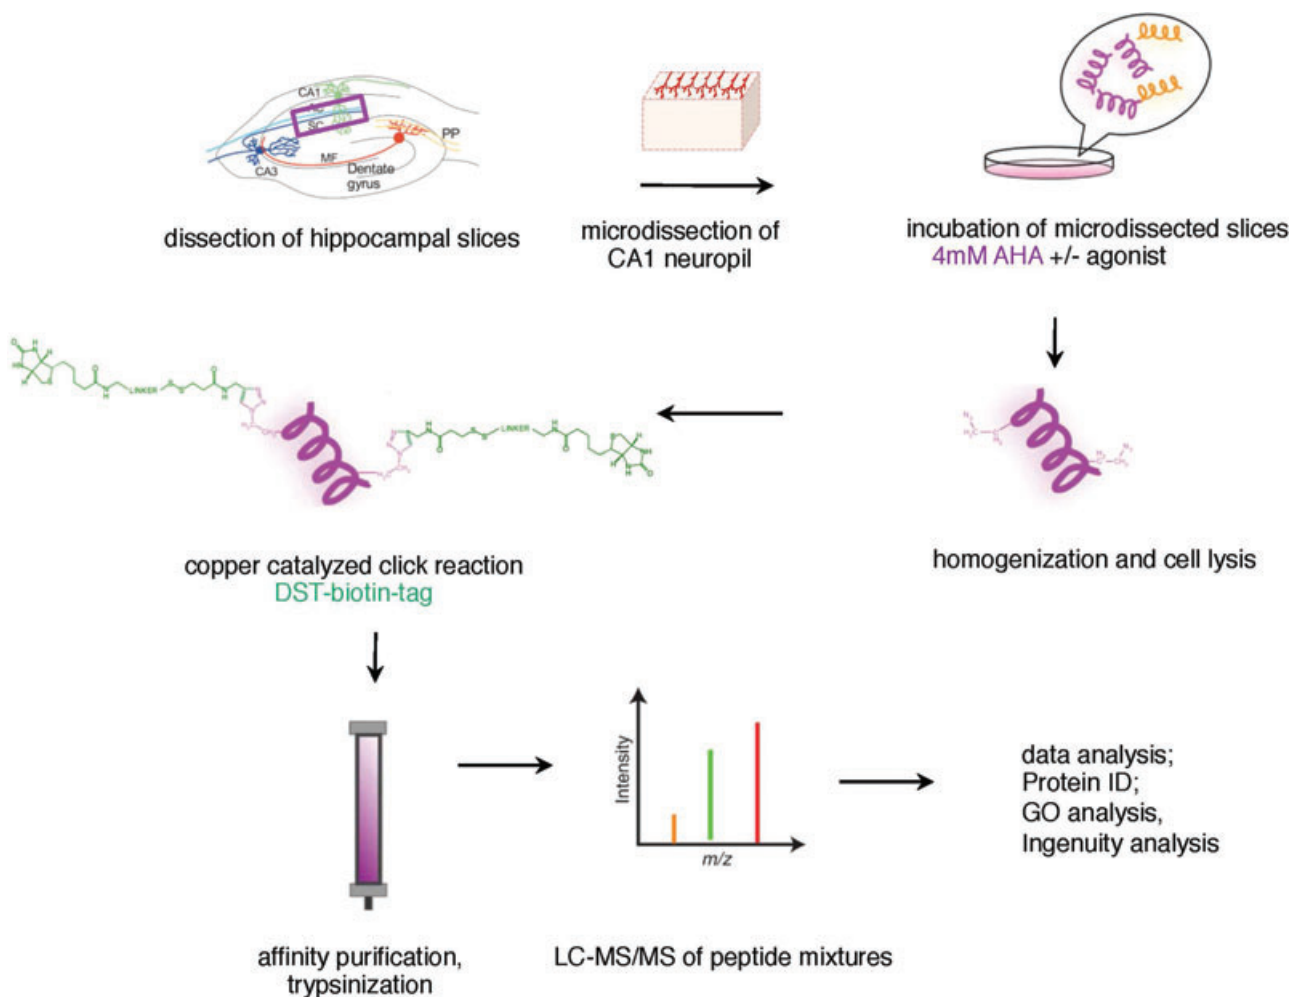 CA1
SC
CA3
MF
Dentate
gyrus
PP
dissection of hippocampal slices
microdissection of
CA1 neuropil
incubation of microdissected slices
4mM AHA +/- agonist
LINKER
LINKER
homogenization and cell lysis
copper catalyzed click reaction
DST-biotin-tag
affinity purification,
trypsinization
Intensity
m/z
LC-MS/MS of peptide mixtures
data analysis;
Protein ID;
GO analysis,
Ingenuity analysis